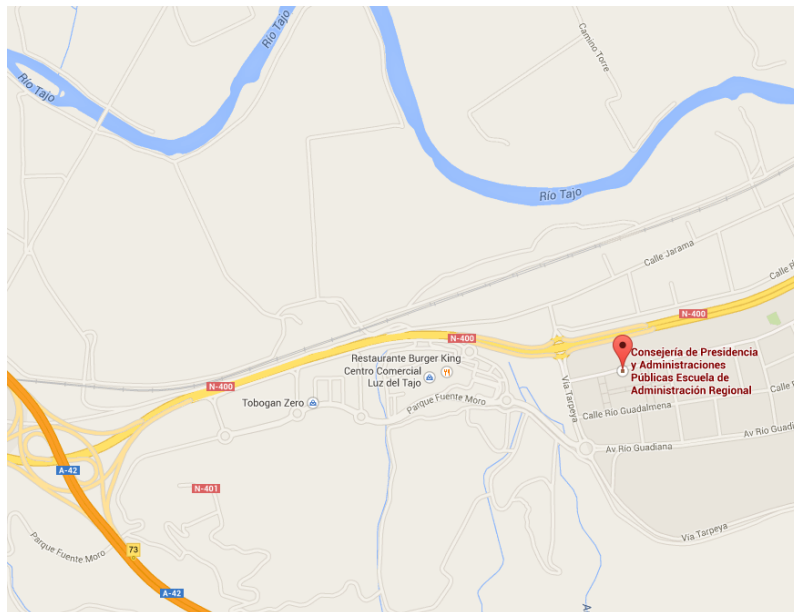 Río Tajo
Río Tajo
Camino Torre
Río Tajo
Calle Jarama
Calle R
N-400
N-400
N-400
Restaurante Burger King
Centro Comercial
Luz del Tajo
Tobogan Zero
Parque Fuente Moro
Vía Tarpeya
Consejería de Presidencia
y Administraciones
Públicas Escuela de
Administración Regional
Calle Río Guadalmena
Calle R
Av Río Guadiana
Av Río Guadi
A-42
N-401
73
Parque Fuente Moro
Vía Tarpeya
A-42
A